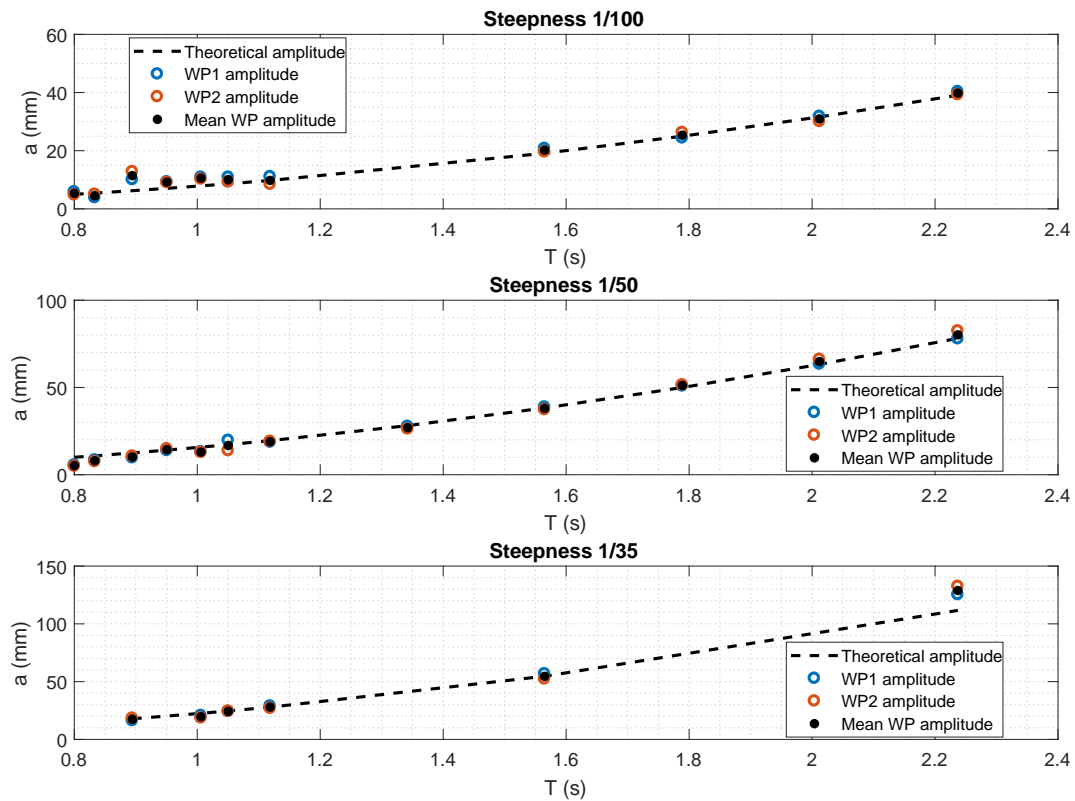 Steepness 1/100
60
40
20
0
a (mm)
Theoretical amplitude
WP1 amplitude
WP2 amplitude
Mean WP amplitude
0.8 1 1.2 1.4 1.6 1.8 2 2.2 2.4
T (s)
Steepness 1/50
100
50
0
a (mm)
Theoretical amplitude
WP1 amplitude
WP2 amplitude
Mean WP amplitude
0.8 1 1.2 1.4 1.6 1.8 2 2.2 2.4
T (s)
Steepness 1/35
150
100
50
0
a (mm)
Theoretical amplitude
WP1 amplitude
WP2 amplitude
Mean WP amplitude
0.8 1 1.2 1.4 1.6 1.8 2 2.2 2.4
T (s)